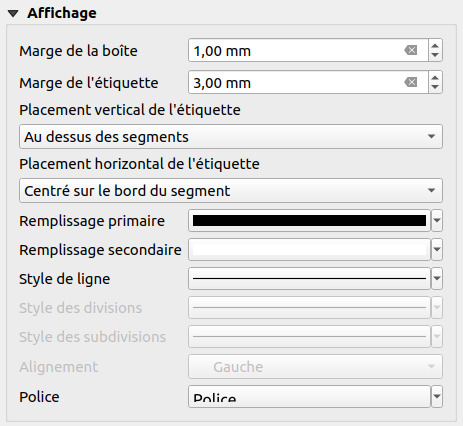 Affichage
Marge de la boîte 1,00 mm
Marge de l'étiquette 3,00 mm
Placement vertical de l'étiquette
Au dessus des segments
Placement horizontal de l'étiquette
Centré sur le bord du segment
Remplissage primaire
Remplissage secondaire
Style de ligne
Style des divisions
Style des subdivisions
Alignement Gauche
Police Police